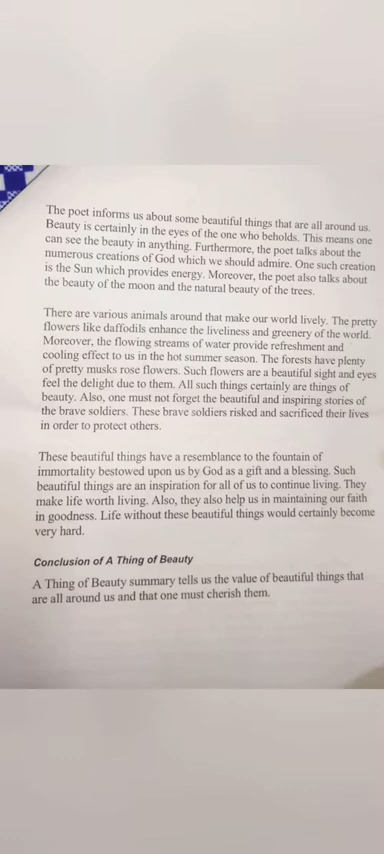 The poet informs us about some beautiful things that are all around us.
Beauty is certainly in the eyes of the one who beholds. This means one
can see the beauty in anything. Furthermore, the poet talks about the
numerous creations of God which we should admire. One such creation
is the Sun which provides energy. Moreover, the poet also talks about
the beauty of the moon and the natural beauty of the trees.
There are various animals around that make our world lively. The pretty
flowers like daffodils enhance the liveliness and greenery of the world.
Moreover, the flowing streams of water provide refreshment and
cooling effect to us in the hot summer season. The forests have plenty
of pretty musks rose flowers. Such flowers are a beautiful sight and eyes
feel the delight due to them. All such things certainly are things of
beauty. Also, one must not forget the beautiful and inspiring stories of
the brave soldiers. These brave soldiers risked and sacrificed their lives
in order to protect others.
These beautiful things have a resemblance to the fountain of
immortality bestowed upon us by God as a gift and a blessing. Such
beautiful things are an inspiration for all of us to continue living. They
make life worth living. Also, they also help us in maintaining our faith
in goodness. Life without these beautiful things would certainly become
very hard.
Conclusion of A Thing of Beauty
A Thing of Beauty summary tells us the value of beautiful things that
are all around us and that one must cherish them.